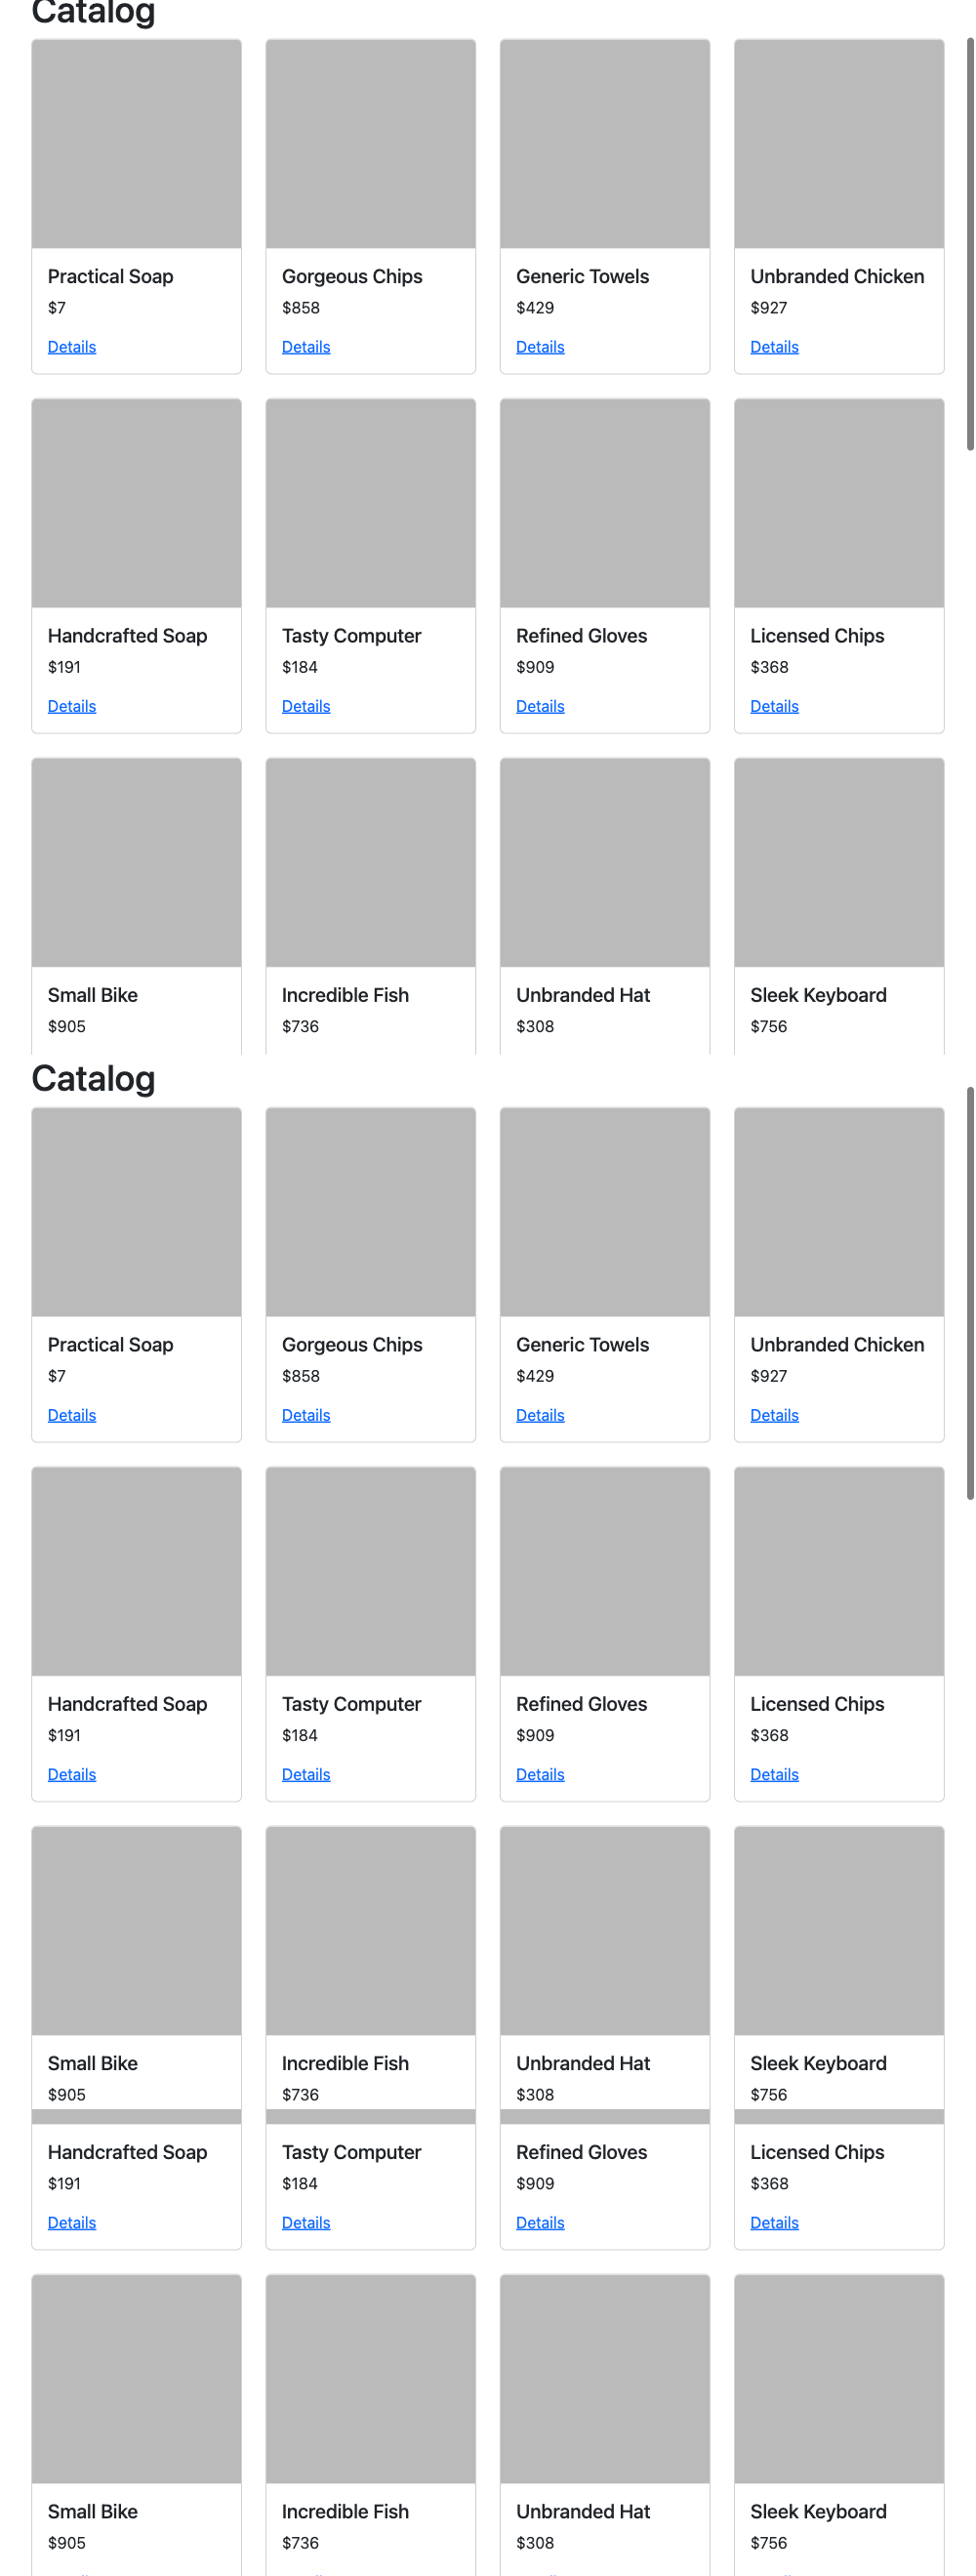 Catalog
Practical Soap Gorgeous Chips Generic Towels Unbranded Chicken
$7 $858 $429 $927
Details Details Details Details
Handcrafted Soap Tasty Computer Refined Gloves Licensed Chips
$191 $184 $909 $368
Details Details Details Details
Small Bike Incredible Fish Unbranded Hat Sleek Keyboard
$905 $736 $308 $756
Catalog
Practical Soap Gorgeous Chips Generic Towels Unbranded Chicken
$7 $858 $429 $927
Details Details Details Details
Handcrafted Soap Tasty Computer Refined Gloves Licensed Chips
$191 $184 $909 $368
Details Details Details Details
Small Bike Incredible Fish Unbranded Hat Sleek Keyboard
$905 $736 $308 $756
Handcrafted Soap Tasty Computer Refined Gloves Licensed Chips
$191 $184 $909 $368
Details Details Details Details
Small Bike Incredible Fish Unbranded Hat Sleek Keyboard
$905 $736 $308 $756